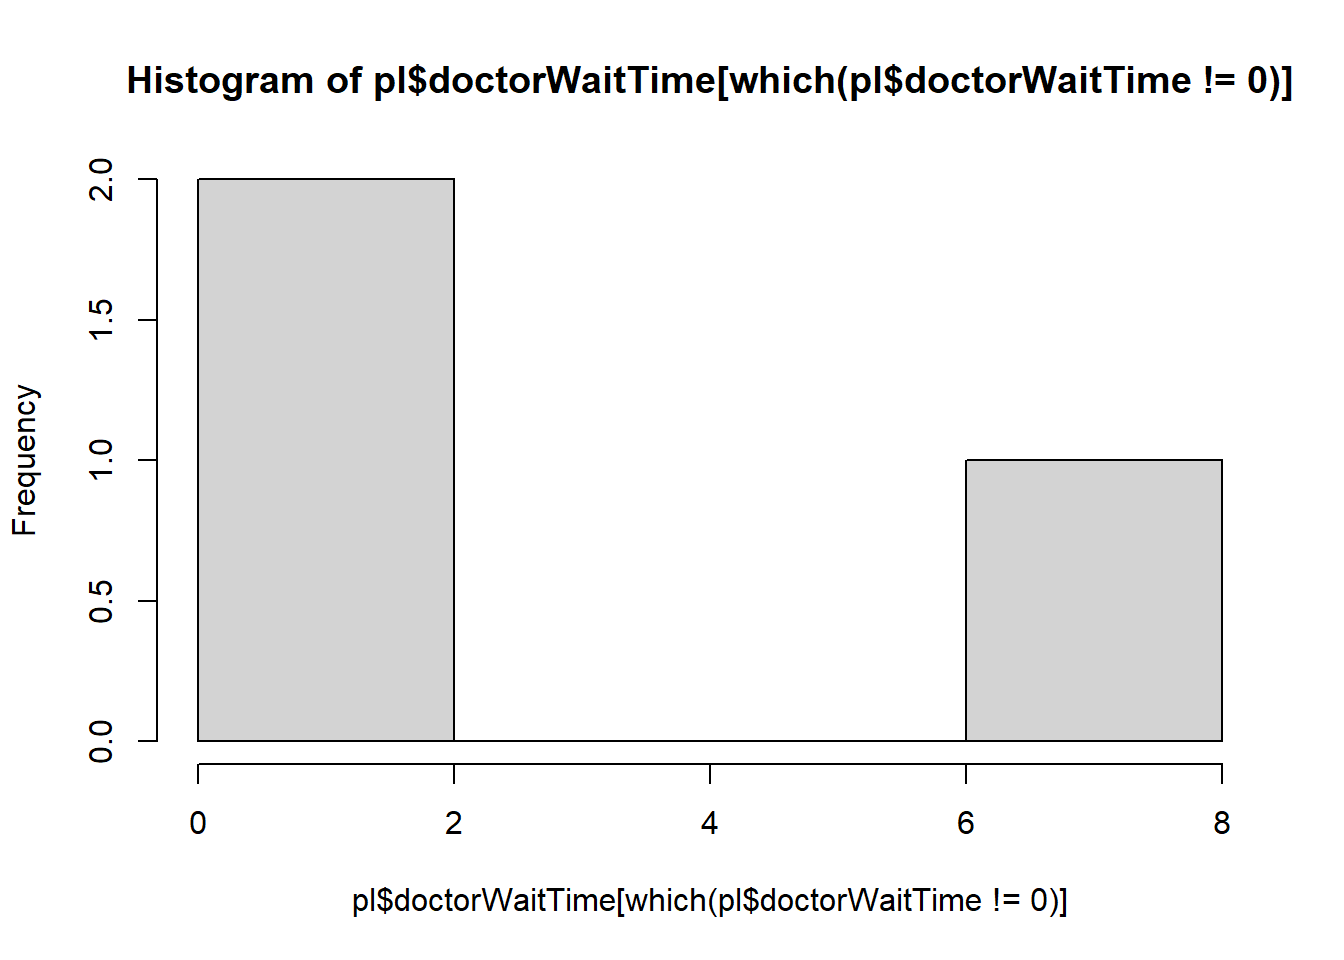 Histogram of pl$doctorWaitTime[which(pl$doctorWaitTime != 0)]
Frequency
2.0
1.5
1.0
0.5
0.0
0 2 4 6 8
pl$doctorWaitTime[which(pl$doctorWaitTime != 0)]